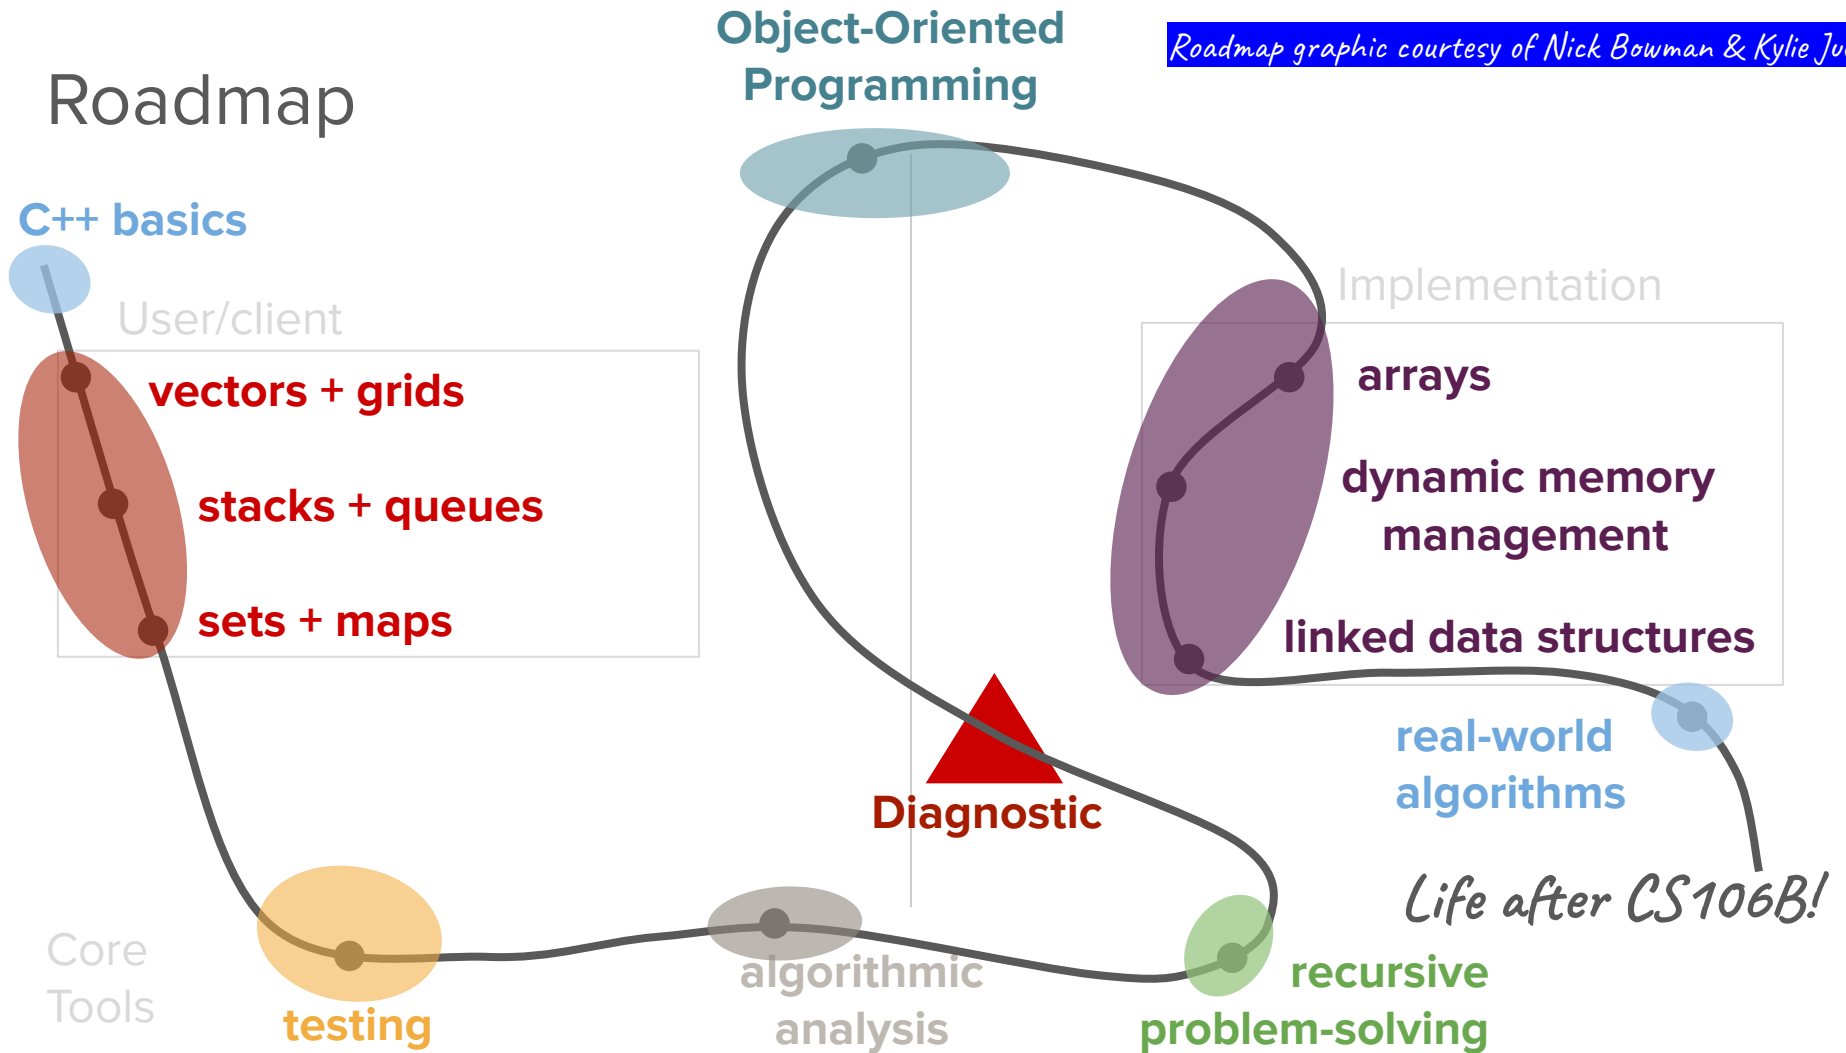 Object-Oriented
Programming
Roadmap graphic courtesy of Nick Bowman & Kylie
Roadmap
C++ basics
User/client
vectors + grids
stacks + queues
sets + maps
Implementation
arrays
dynamic memory
management
linked data structures
real-world
algorithms
Diagnostic
Life after CS106B!
Core
Tools
testing
algorithmic
analysis
recursive
problem-solving